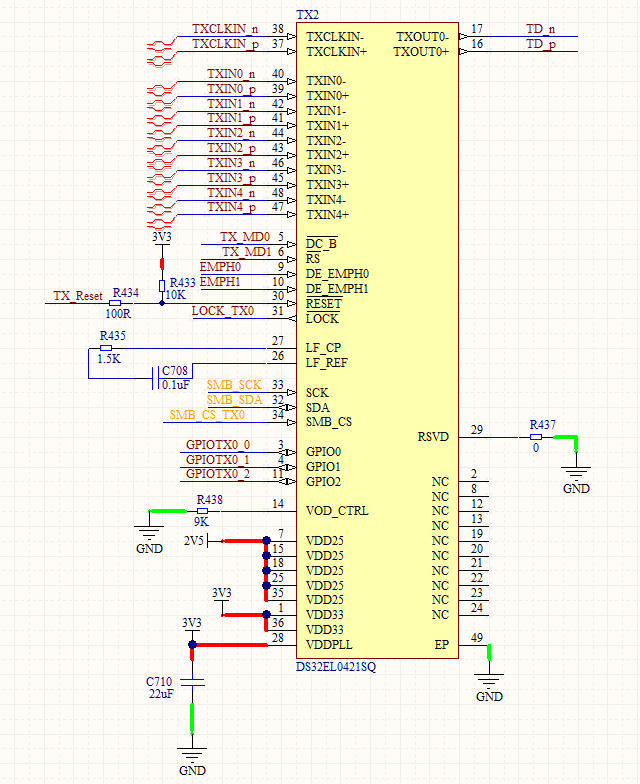 TX2
TXCLKIN_n 38 TXCLKIN- TXOUT0- 17 TD_n
TXCLKIN_p 37 TXCLKIN+ TXOUT0+ 16 TD_p
TXIN0_n 40 TXIN0-
TXIN0_p 39 TXIN0+
TXIN1_n 42 TXIN1-
TXIN1_p 41 TXIN1+
TXIN2_n 44 TXIN2-
TXIN2_p 43 TXIN2+
TXIN3_n 46 TXIN3-
TXIN3_p 45 TXIN3+
TXIN4_n 48 TXIN4-
TXIN4_p 47 TXIN4+
3V3
TX_MD0 5 DC_B
TX_MD1 6 RS
EMPH0 9 DE_EMPH0
R433
10K
EMPH1 10 DE_EMPH1
TX_Reset R434 30 RESET
100R
LOCK_TX0 31 LOCK
R435
1.5K
27 LF_CP
26 LF_REF
C708
0.1uF
SMB_SCK 33 SCK
SMB_SDA 32 SDA
SMB_CS_TX0 34 SMB_CS
RSVD 29 R437
0
GND
GPIOTX0_0 3 GPIO0
GPIOTX0_1 4 GPIO1
GPIOTX0_2 11 GPIO2
NC 2
NC 8
NC 12
NC 13
NC 19
NC 20
NC 21
NC 22
NC 23
NC 24
R438 14 VOD_CTRL
9K
GND
2V5 7 VDD25
15 VDD25
18 VDD25
25 VDD25
35 VDD25
3V3 1 VDD33
36 VDD33
3V3 28 VDDPLL
EP 49
GND
DS32EL0421SQ
C710
22uF
GND